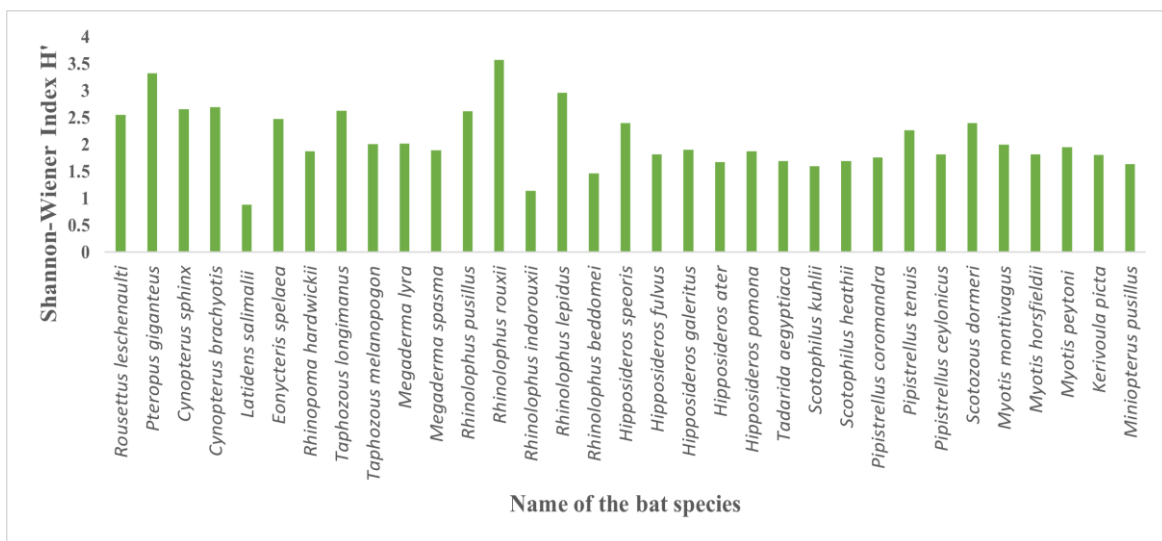 Shannon-Wiener Index H'
4
3.5
3
2.5
2
1.5
1
0.5
0
Rousettus leschenaulti
Pteropus giganteus
Cynopterus sphinx
Cynopterus brachyotis
Latidens salimalii
Eonycteris spelaea
Rhinopoma hardwickii
Taphozous longimanus
Taphozous melanopogon
Megaderma lyra
Megaderma spasma
Rhinolophus pusillus
Rhinolophus rouxii
Rhinolophus indorouxii
Rhinolophus lepidus
Rhinolophus beddomei
Hipposideros speoris
Hipposideros fulvus
Hipposideros galeritus
Hipposideros ater
Hipposideros pomona
Tadarida aegyptiaca
Scotophilus kuhlii
Scotophilus heathii
Pipistrellus coromandra
Pipistrellus tenuis
Pipistrellus ceylonicus
Scotozous dormeri
Myotis montivagus
Myotis horsfieldii
Myotis peytoni
Kerivoula picta
Miniopterus pusillus
Name of the bat species